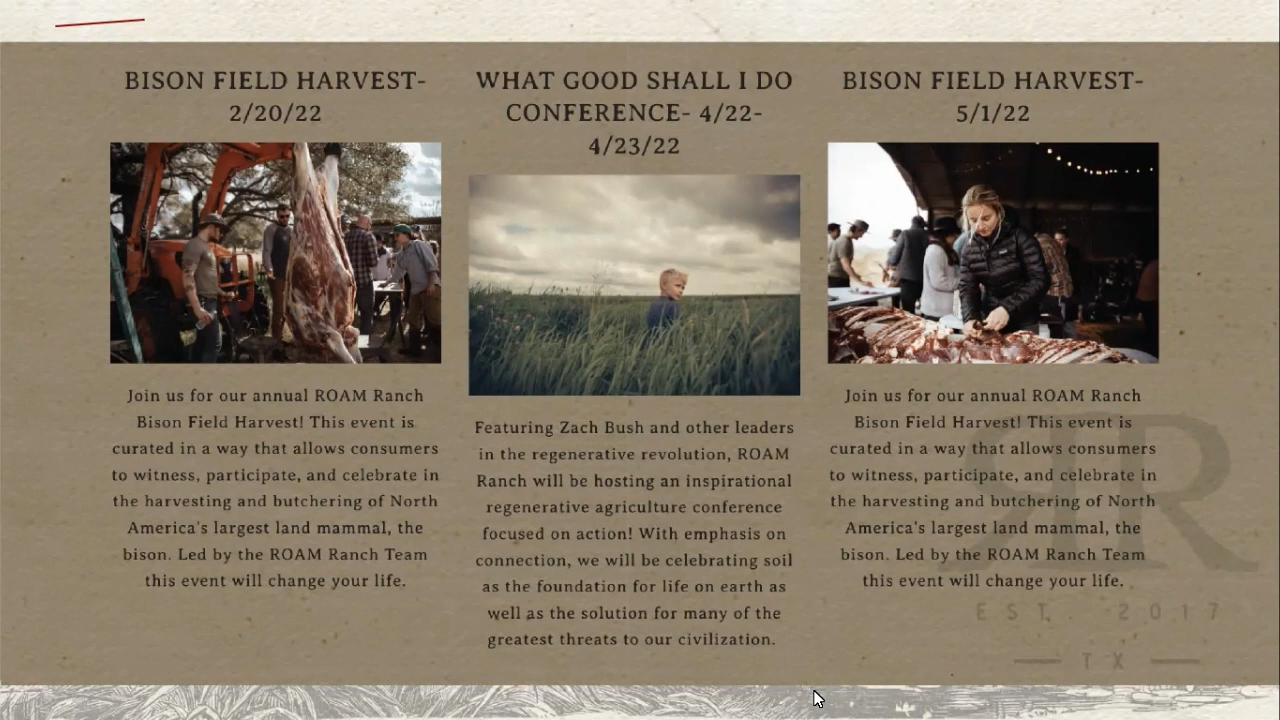 BISON FIELD HARVEST-
2/20/22
Join us for our annual ROAM Ranch
Bison Field Harvest! This event is
curated in a way that allows consumers
to witness, participate, and celebrate in
the harvesting and butchering of North
America's largest land mammal, the
bison. Led by the ROAM Ranch Team
this event will change your life.
WHAT GOOD SHALL I DO
CONFERENCE- 4/22-
4/23/22
Featuring Zach Bush and other leaders
in the regenerative revolution, ROAM
Ranch will be hosting an inspirational
regenerative agriculture conference
focused on action! With emphasis on
connection, we will be celebrating soil
as the foundation for life on earth as
well as the solution for many of the
greatest threats to our civilization.
BISON FIELD HARVEST-
5/1/22
Join us for our annual ROAM Ranch
Bison Field Harvest! This event is
curated in a way that allows consumers
to witness, participate, and celebrate in
the harvesting and butchering of North
America's largest land mammal, the
bison. Led by the ROAM Ranch Team
this event will change your life.
RR
EST. 2017
TX